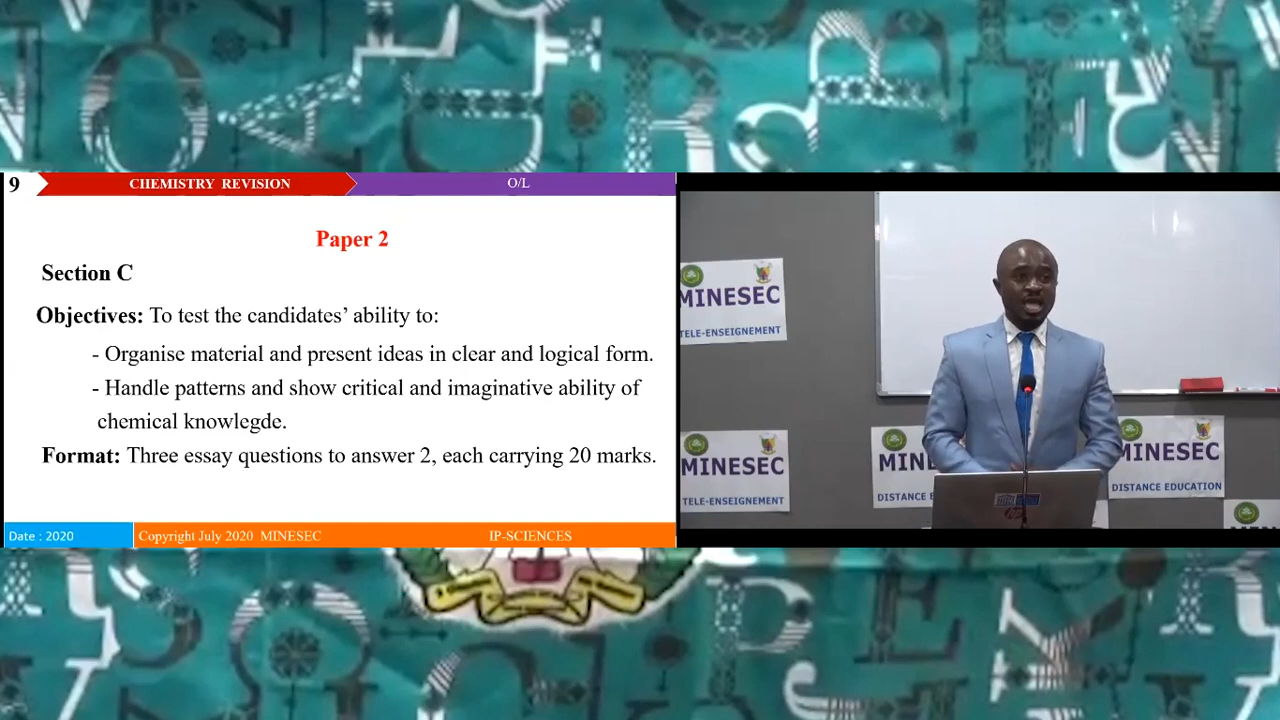 9
CHEMISTRY REVISION
O/L
Paper 2
Section C
Objectives: To test the candidates' ability to:
- Organise material and present ideas in clear and logical form.
- Handle patterns and show critical and imaginative ability of
chemical knowlegde.
Format: Three essay questions to answer 2, each carrying 20 marks.
Date : 2020
Copyright July 2020 MINESEC
IP-SCIENCES
MINESEC
TELE-ENSEIGNEMENT
MINESEC
TELE-ENSEIGNEMENT
MINE
DISTANCE E
MINESEC
DISTANCE EDUCATION